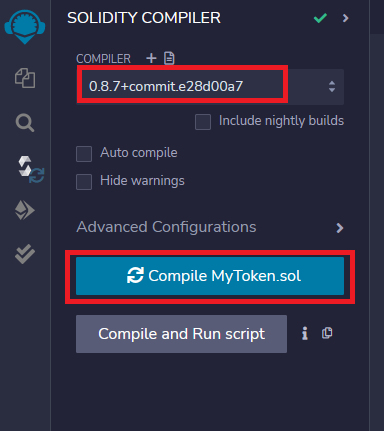 SOLIDITY COMPILER
COMPILER
0.8.7+commit.e28d00a7
Include nightly builds
Auto compile
Hide warnings
Advanced Configurations
Compile MyToken.sol
Compile and Run script